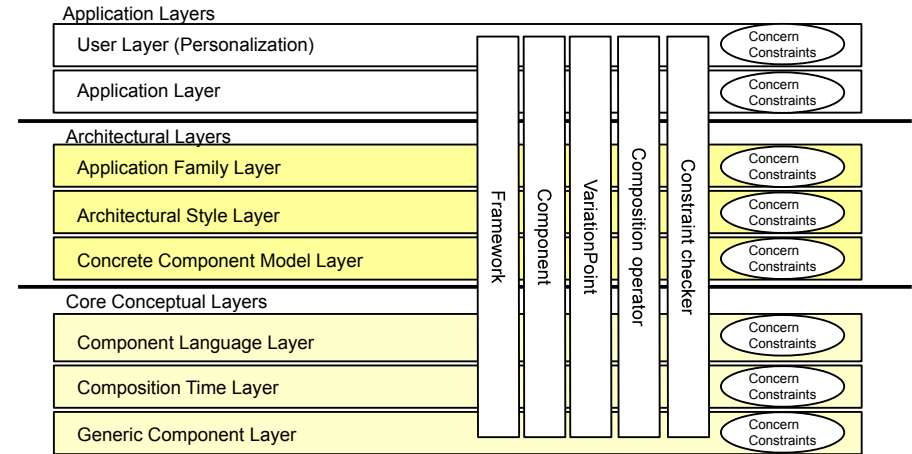 Application Layers
User Layer (Personalization)
Concern
Constraints
Application Layer
Concern
Constraints
Architectural Layers
Application Family Layer
Concern
Constraints
Architectural Style Layer
Concern
Constraints
Concrete Component Model Layer
Concern
Constraints
Framework
Component
VariationPoint
Composition operator
Constraint checker
Core Conceptual Layers
Component Language Layer
Concern
Constraints
Composition Time Layer
Concern
Constraints
Generic Component Layer
Concern
Constraints